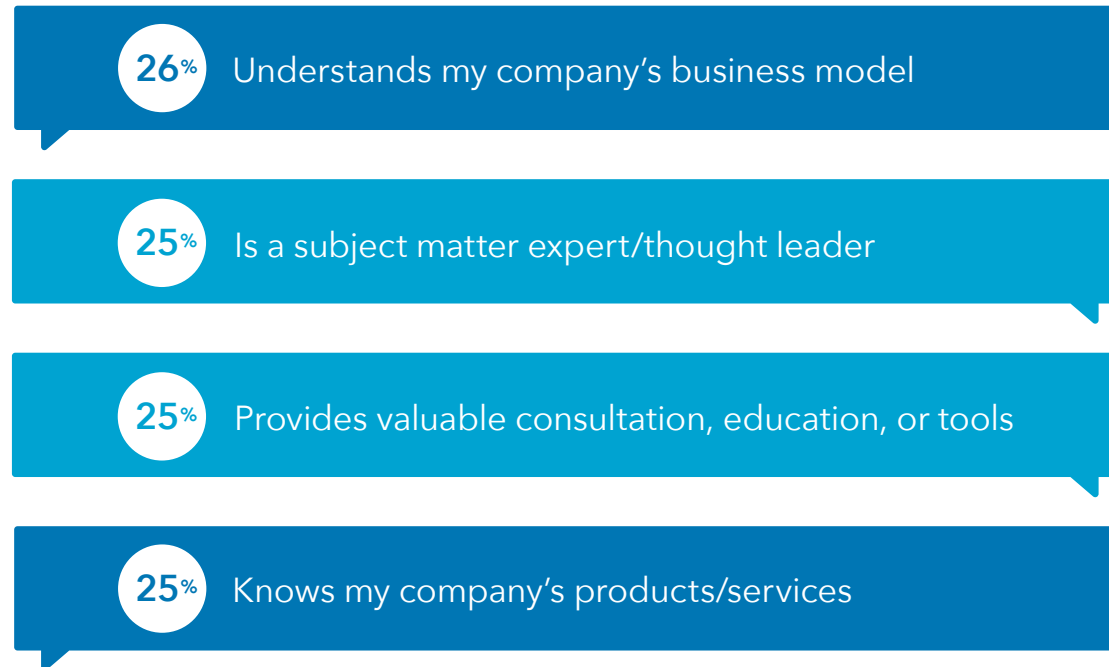 26% Understands my company’s business model
25% Is a subject matter expert/thought leader
25% Provides valuable consultation, education, or tools
25% Knows my company’s products/services